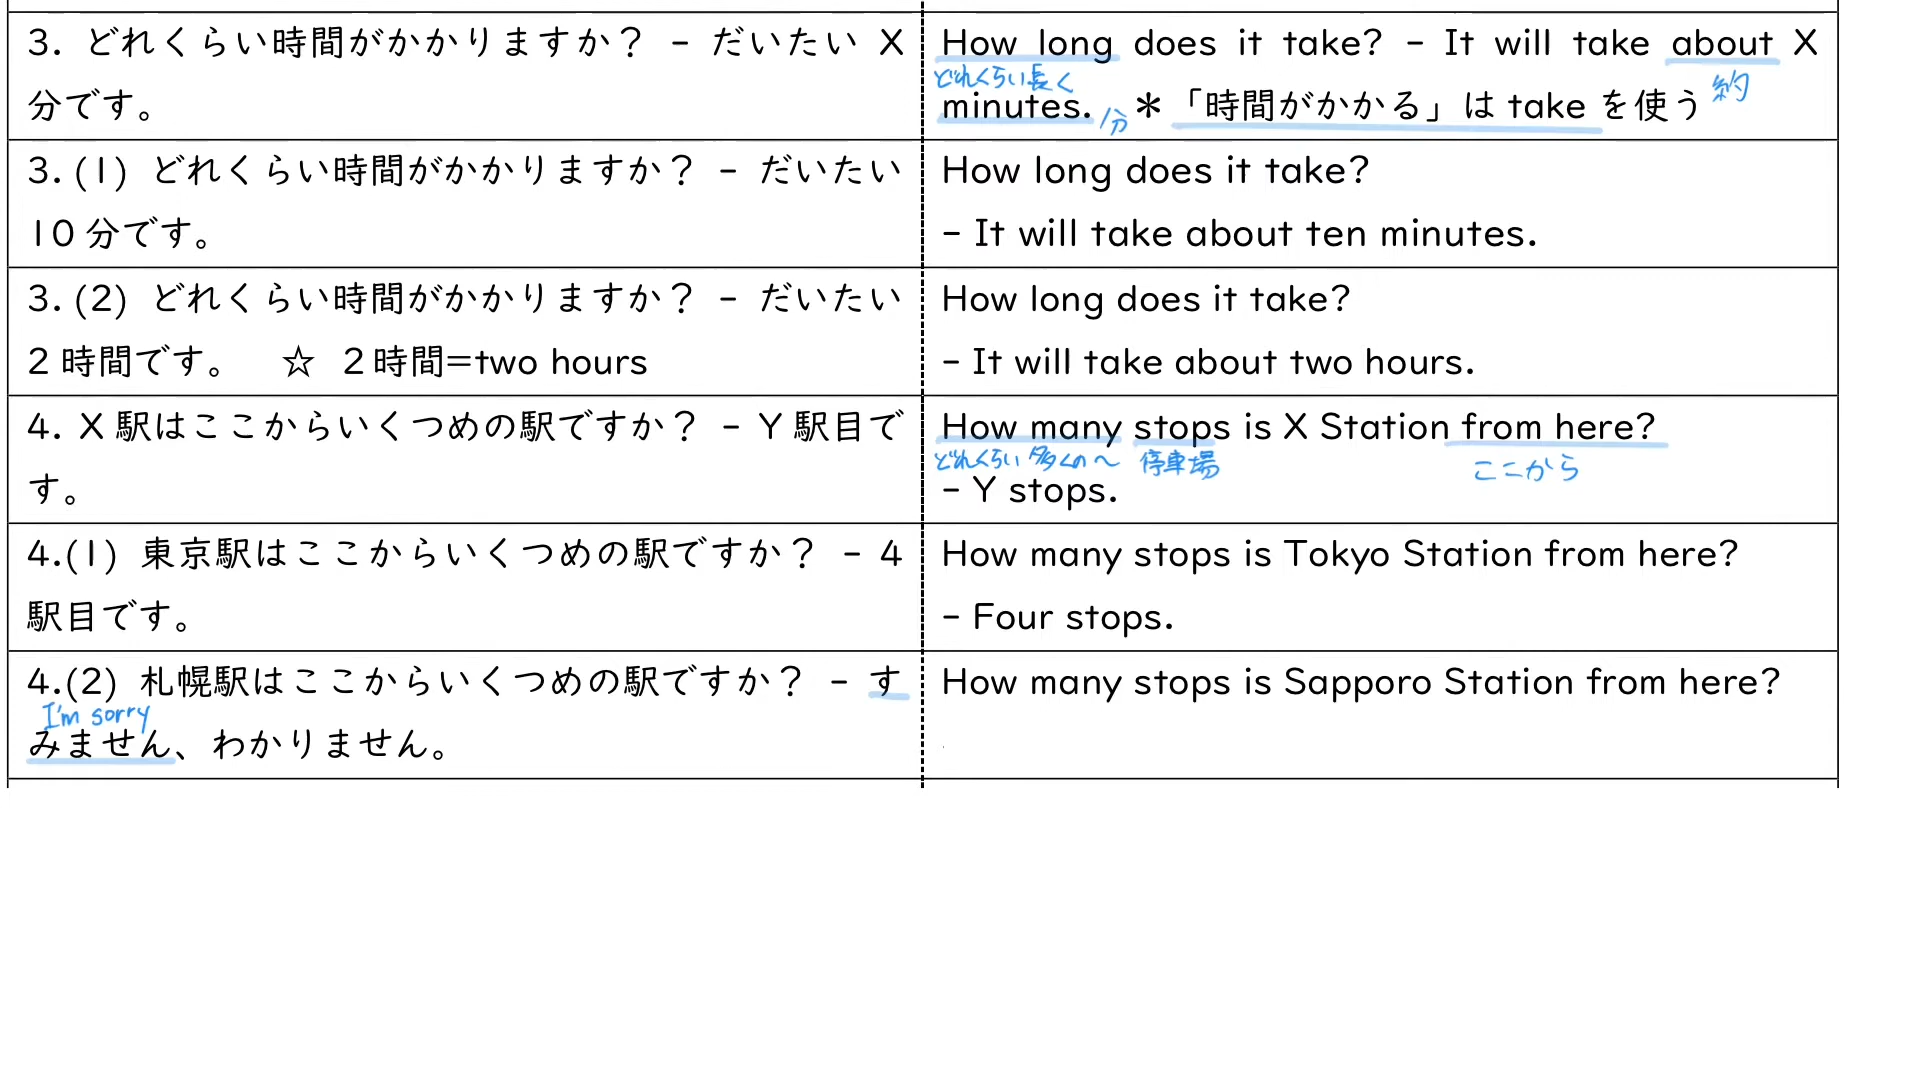 3. どれくらい時間がかかりますか? - だいたい X
分です。
How long does it take? - It will take about X
どれくらい長く
約
minutes. 分 *「時間がかかる」は take を使う
3. (1) どれくらい時間がかかりますか? - だいたい
10 分です。
How long does it take?
- It will take about ten minutes.
3. (2) どれくらい時間がかかりますか? - だいたい
2 時間です。 ☆ 2時間=two hours
How long does it take?
- It will take about two hours.
4. X 駅はここからいくつめの駅ですか? - Y 駅目で
す。
How many stops is X Station from here?
どれくらい 多くの〜 停車場 ここから
- Y stops.
4.(1) 東京駅はここからいくつめの駅ですか? - 4
駅目です。
How many stops is Tokyo Station from here?
- Four stops.
4.(2) 札幌駅はここからいくつめの駅ですか? - す
I'm sorry
みません、わかりません。
How many stops is Sapporo Station from here?